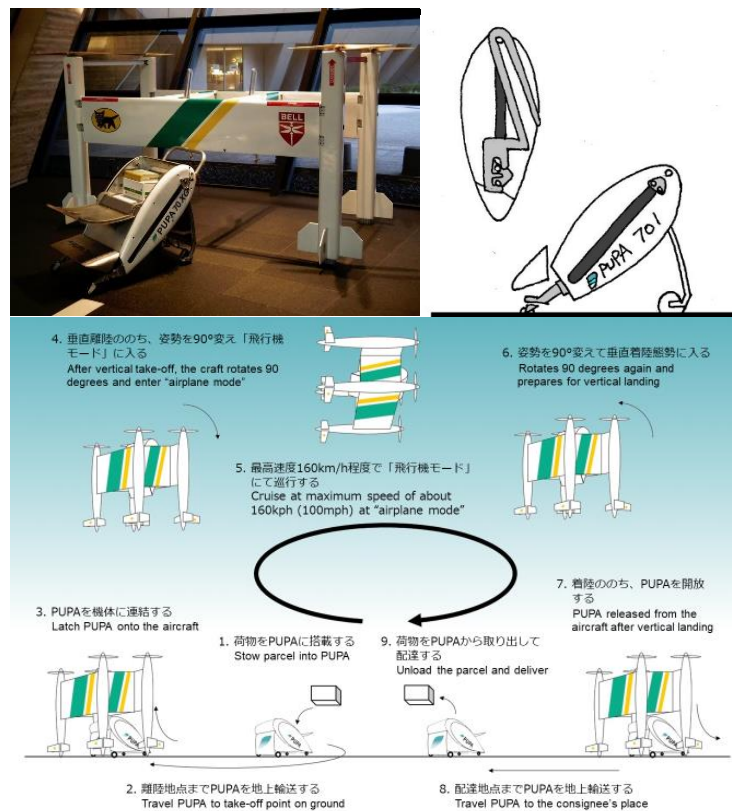 BELL
PUPA
PUPA 701
4. 垂直離陸ののち、姿勢を90°変え「飛行機
モード」に入る
After vertical take-off, the craft rotates 90
degrees and enter “airplane mode”
5. 最高速度160km/h程度で「飛行機モード」
にて巡行する
Cruise at maximum speed of about
160kph (100mph) at “airplane mode”
6. 姿勢を90°変えて垂直着陸態勢に入る
Rotates 90 degrees again and
prepares for vertical landing
3. PUPAを機体に連結する
Latch PUPA onto the aircraft
1. 荷物をPUPAに搭載する
Stow parcel into PUPA
9. 荷物をPUPAから取り出して
配達する
Unload the parcel and deliver
7. 着陸ののち、PUPAを開放
する
PUPA released from the
aircraft after vertical landing
PUPA
PUPA
PUPA
PUPA
2. 離陸地点までPUPAを地上輸送する
Travel PUPA to take-off point on ground
8. 配達地点までPUPAを地上輸送する
Travel PUPA to the consignee’s place